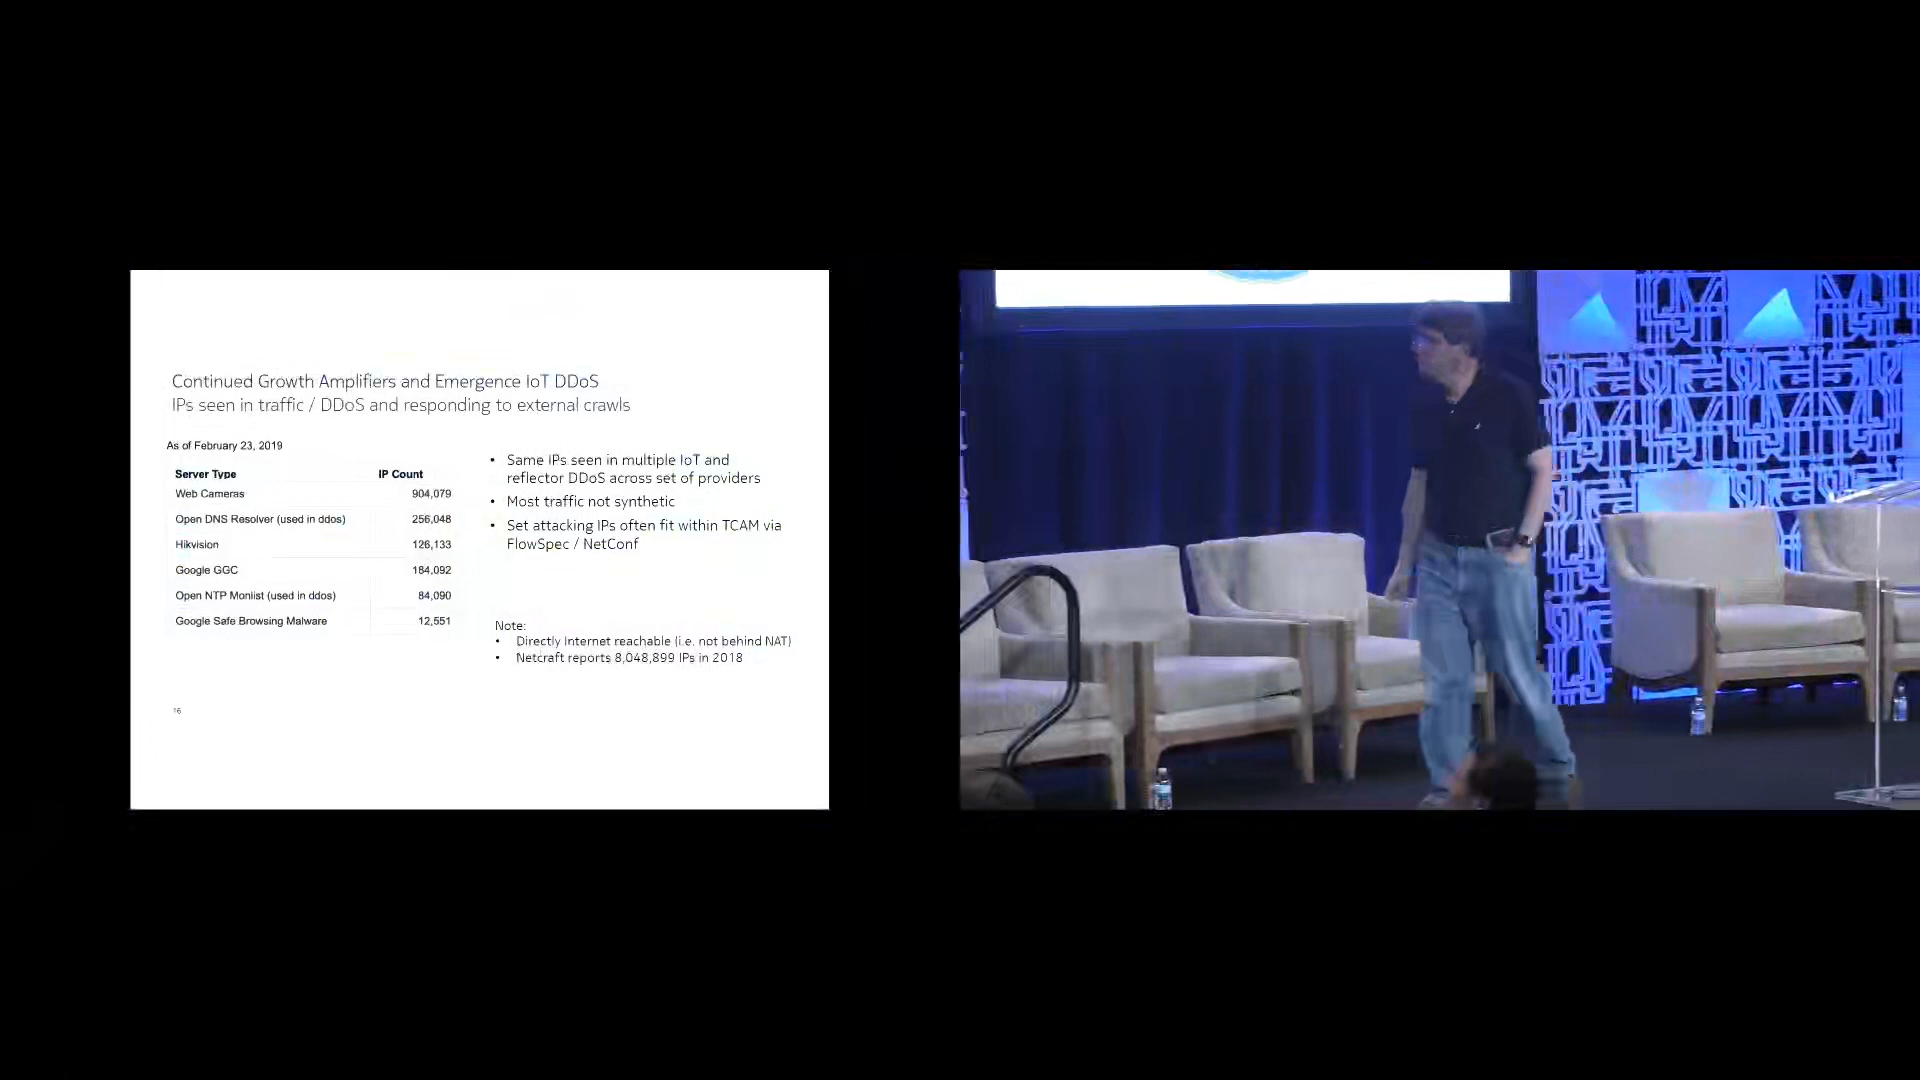 Continued Growth Amplifiers and Emergence IoT DDoS
IPs seen in traffic / DDoS and responding to external crawls
As of February 23, 2019
Server Type IP Count
Web Cameras 904,079
Open DNS Resolver (used in ddos) 256,048
Hikvision 126,133
Google GGC 184,092
Open NTP Monlist (used in ddos) 84,090
Google Safe Browsing Malware 12,551
• Same IPs seen in multiple IoT and
reflector DDoS across set of providers
• Most traffic not synthetic
• Set attacking IPs often fit within TCAM via
FlowSpec / NetConf
Note:
• Directly Internet reachable (i.e. not behind NAT)
• Netcraft reports 8,048,899 IPs in 2018
16